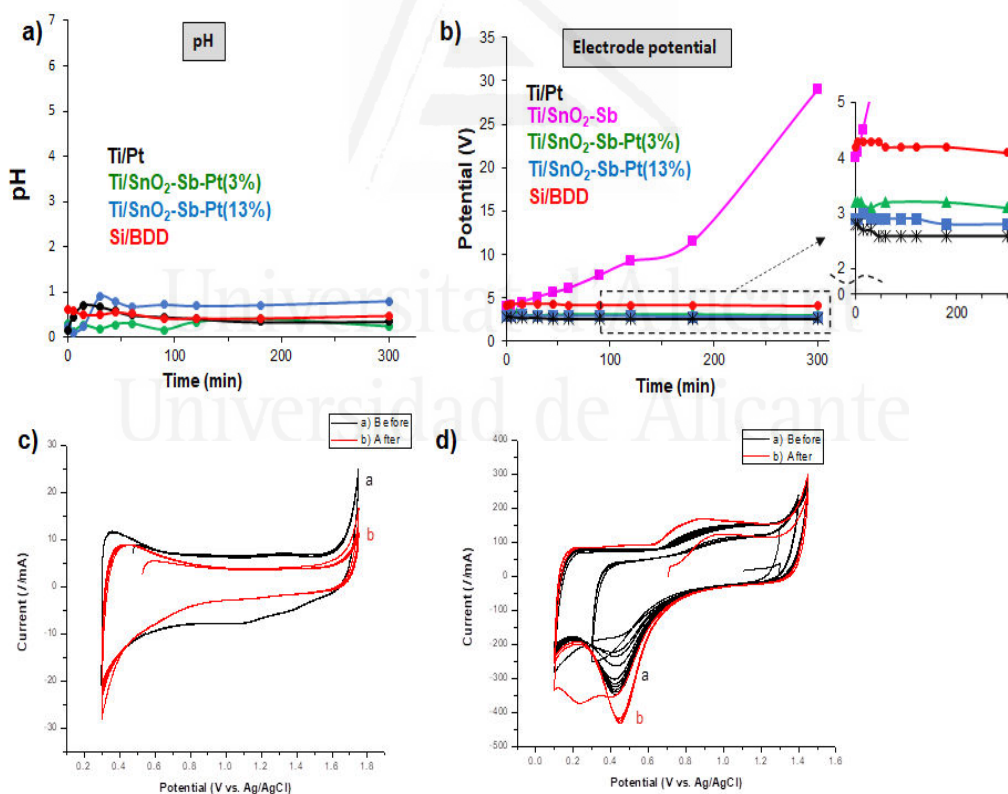 a)
pH
7
6
5
4
3
2
1
0
pH
Ti/Pt
Ti/SnO₂-Sb-Pt(3%)
Ti/SnO₂-Sb-Pt(13%)
Si/BDD
0
100
200
300
Time (min)
b)
Electrode potential
35
30
25
20
15
10
5
0
Potential (V)
Ti/Pt
Ti/SnO₂-Sb
Ti/SnO₂-Sb-Pt(3%)
Ti/SnO₂-Sb-Pt(13%)
Si/BDD
0
100
200
300
Time (min)
5
4
3
2
0
0
200
Universitat d'Alacant
Universidad de Alicante
c)
a) Before
b) After
a
b
30
20
10
0
-10
-20
-30
Current (I/mA)
0.2 0.4 0.6 0.8 1.0 1.2 1.4 1.6 1.8
Potential (V vs. Ag/AgCl)
d)
a) Before
b) After
a
b
400
300
200
100
0
-100
-200
-300
-400
-500
Current (I/mA)
0.0 0.2 0.4 0.6 0.8 1.0 1.2 1.4 1.6
Potential (V vs. Ag/AgCl)